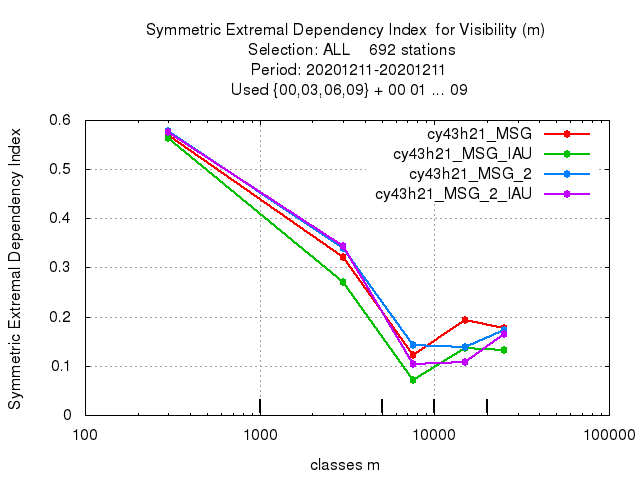 Symmetric Extremal Dependency Index  for Visibility (m)
Selection: ALL    692 stations
Period: 20201211-20201211
Used {00,03,06,09} + 00 01 ... 09
Symmetric Extremal Dependency Index
0.6
0.5
0.4
0.3
0.2
0.1
0
cy43h21_MSG
cy43h21_MSG_IAU
cy43h21_MSG_2
cy43h21_MSG_2_IAU
100 1000 10000 100000
classes m